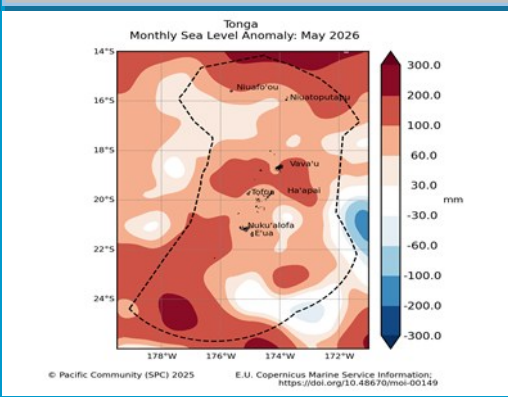 Tonga
Monthly Sea Level Anomaly: May 2026
14°S
16°S
18°S
20°S
22°S
24°S
178°W
176°W
174°W
172°W
Niuafo'ou
Niuatoputapu
Vava'u
Tofua
Ha'apai
Nuku'alofa
E'ua
300.0
200.0
100.0
60.0
30.0
-30.0
-60.0
-100.0
-200.0
-300.0
mm
© Pacific Community (SPC) 2025
E.U. Copernicus Marine Service Information;
https://doi.org/10.48670/moi-00149